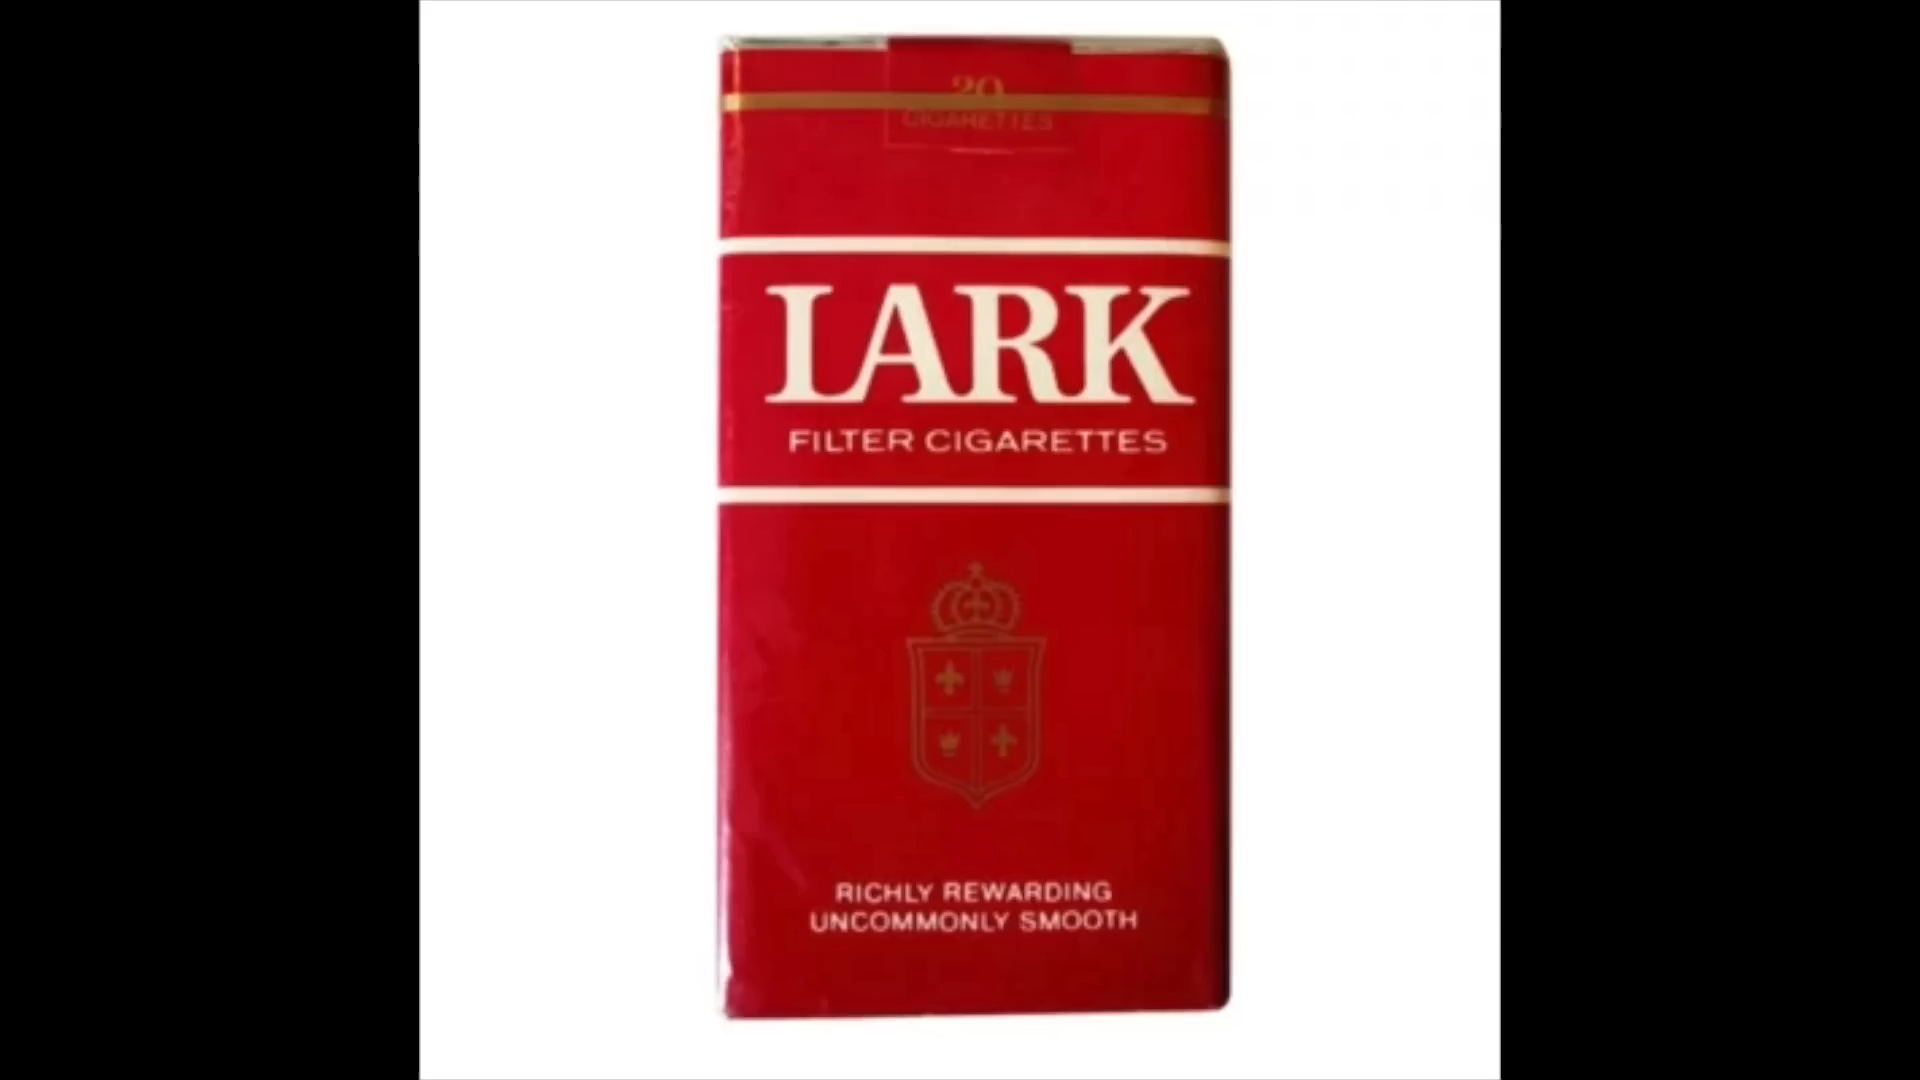 20
CIGARETTES
LARK
FILTER CIGARETTES
RICHLY REWARDING
UNCOMMONLY SMOOTH